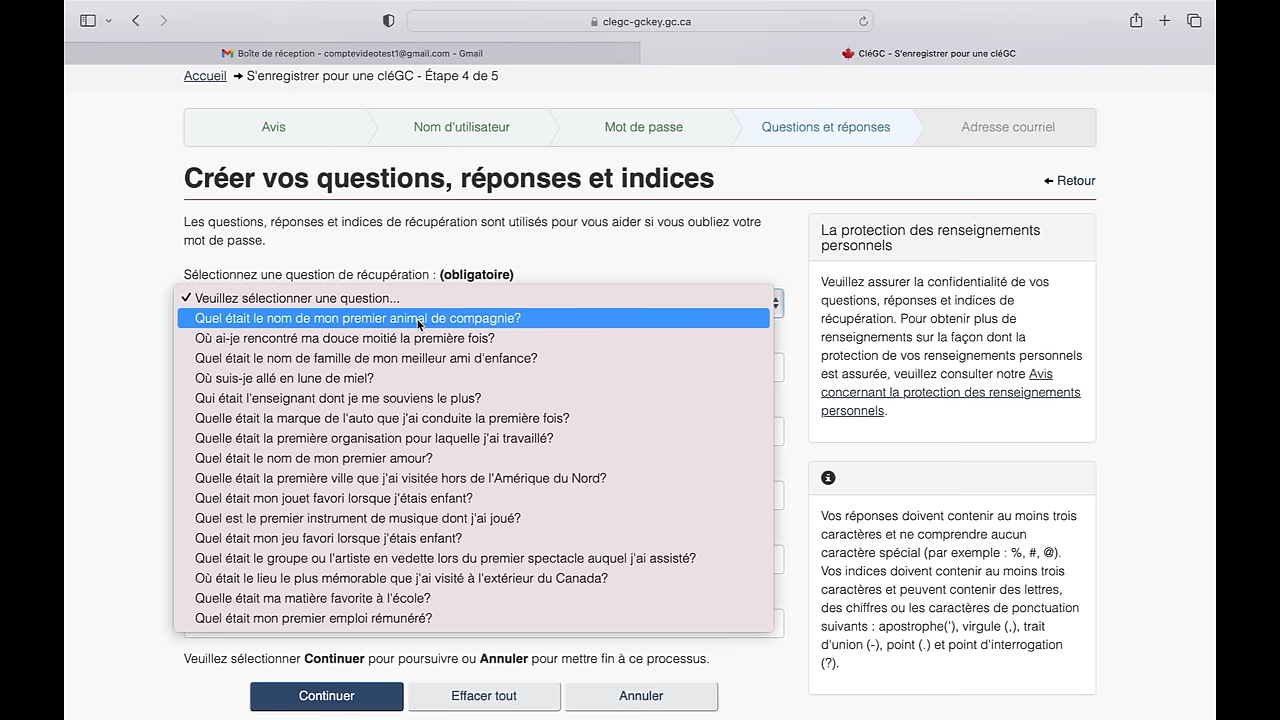 clegc-gckey.gc.ca
Boîte de réception - comptevideotest1@gmail.com - Gmail
CléGC - S'enregistrer pour une cléGC
Accueil → S'enregistrer pour une cléGC - Étape 4 de 5
Avis
Nom d'utilisateur
Mot de passe
Questions et réponses
Adresse courriel
Créer vos questions, réponses et indices
← Retour
Les questions, réponses et indices de récupération sont utilisés pour vous aider si vous oubliez votre
mot de passe.
Sélectionnez une question de récupération : (obligatoire)
✓ Veuillez sélectionner une question...
Quel était le nom de mon premier animal de compagnie?
Où ai-je rencontré ma douce moitié la première fois?
Quel était le nom de famille de mon meilleur ami d'enfance?
Où suis-je allé en lune de miel?
Qui était l'enseignant dont je me souviens le plus?
Quelle était la marque de l'auto que j'ai conduite la première fois?
Quelle était la première organisation pour laquelle j'ai travaillé?
Quel était le nom de mon premier amour?
Quelle était la première ville que j'ai visitée hors de l'Amérique du Nord?
Quel était mon jouet favori lorsque j'étais enfant?
Quel est le premier instrument de musique dont j'ai joué?
Quel était mon jeu favori lorsque j'étais enfant?
Quel était le groupe ou l'artiste en vedette lors du premier spectacle auquel j'ai assisté?
Où était le lieu le plus mémorable que j'ai visité à l'extérieur du Canada?
Quelle était ma matière favorite à l'école?
Quel était mon premier emploi rémunéré?
Veuillez sélectionner Continuer pour poursuivre ou Annuler pour mettre fin à ce processus.
Continuer
Effacer tout
Annuler
La protection des renseignements
personnels
Veuillez assurer la confidentialité de vos
questions, réponses et indices de
récupération. Pour obtenir plus de
renseignements sur la façon dont la
protection de vos renseignements personnels
est assurée, veuillez consulter notre Avis
concernant la protection des renseignements
personnels.
Vos réponses doivent contenir au moins trois
caractères et ne comprendre aucun
caractère spécial (par exemple : %, #, @).
Vos indices doivent contenir au moins trois
caractères et peuvent contenir des lettres,
des chiffres ou les caractères de ponctuation
suivants : apostrophe('), virgule (,), trait
d'union (-), point (.) et point d'interrogation
(?).